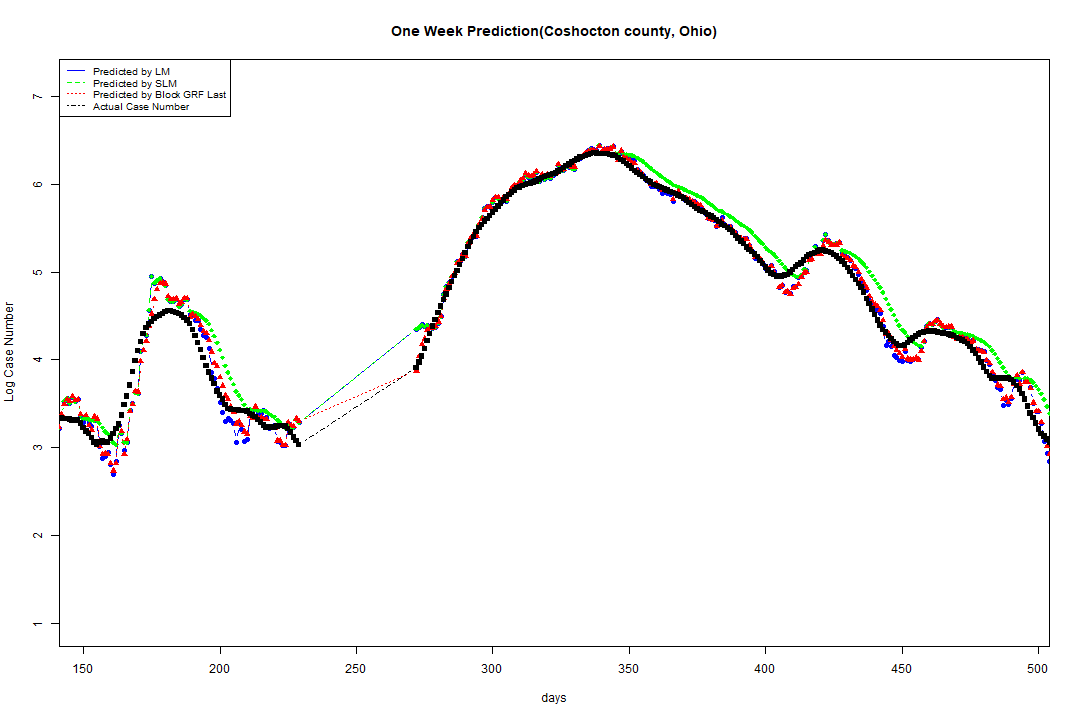 One Week Prediction(Coshocton county, Ohio)
Predicted by LM
Predicted by SLM
Predicted by Block GRF Last
Actual Case Number
7
6
5
4
3
2
1
Log Case Number
150 200 250 300 350 400 450 500
days